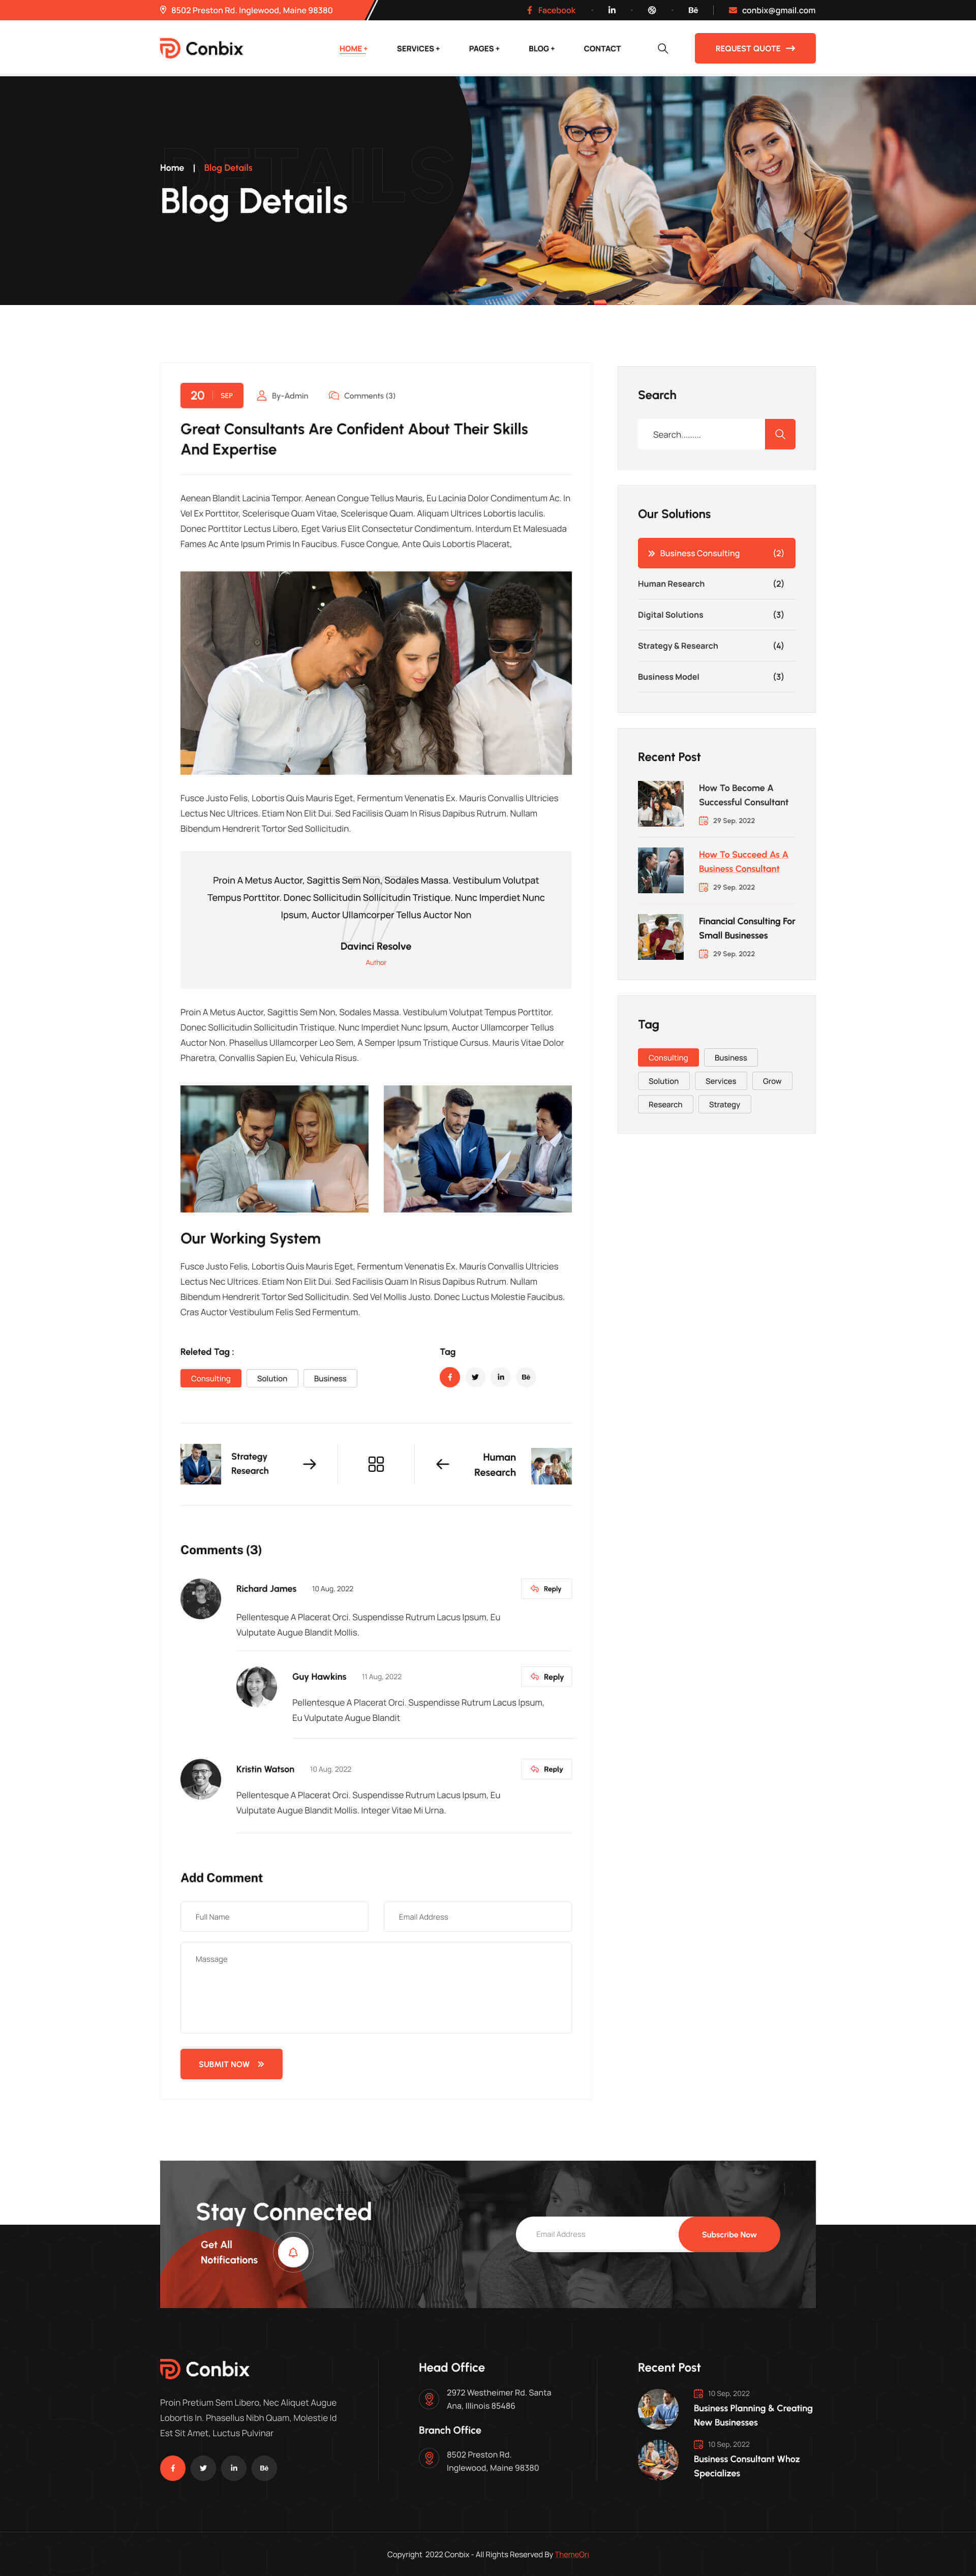 8502 Preston Rd. Inglewood, Maine 98380
Facebook
conbix@gmail.com
Conbix
HOME +
SERVICES +
PAGES +
BLOG +
CONTACT
REQUEST QUOTE
DETAILS
Home | Blog Details
Blog Details
20 SEP
By-Admin
Comments (3)
Great Consultants Are Confident About Their Skills
And Expertise
Aenean Blandit Lacinia Tempor. Aenean Congue Tellus Mauris, Eu Lacinia Dolor Condimentum Ac. In
Vel Ex Porttitor, Scelerisque Quam Vitae, Scelerisque Quam. Aliquam Ultrices Lobortis Iaculis.
Donec Porttitor Lectus Libero, Eget Varius Elit Consectetur Condimentum. Interdum Et Malesuada
Fames Ac Ante Ipsum Primis In Faucibus. Fusce Congue, Ante Quis Lobortis Placerat,
Fusce Justo Felis, Lobortis Quis Mauris Eget, Fermentum Venenatis Ex. Mauris Convallis Ultricies
Lectus Nec Ultrices. Etiam Non Elit Dui. Sed Facilisis Quam In Risus Dapibus Rutrum. Nullam
Bibendum Hendrerit Tortor Sed Sollicitudin.
Proin A Metus Auctor, Sagittis Sem Non, Sodales Massa. Vestibulum Volutpat
Tempus Porttitor. Donec Sollicitudin Sollicitudin Tristique. Nunc Imperdiet Nunc
Ipsum, Auctor Ullamcorper Tellus Auctor Non
Davinci Resolve
Author
Proin A Metus Auctor, Sagittis Sem Non, Sodales Massa. Vestibulum Volutpat Tempus Porttitor.
Donec Sollicitudin Sollicitudin Tristique. Nunc Imperdiet Nunc Ipsum, Auctor Ullamcorper Tellus
Auctor Non. Phasellus Ullamcorper Leo Sem, A Semper Ipsum Tristique Cursus. Mauris Vitae Dolor
Pharetra, Convallis Sapien Eu, Vehicula Risus.
Our Working System
Fusce Justo Felis, Lobortis Quis Mauris Eget, Fermentum Venenatis Ex. Mauris Convallis Ultricies
Lectus Nec Ultrices. Etiam Non Elit Dui. Sed Facilisis Quam In Risus Dapibus Rutrum. Nullam
Bibendum Hendrerit Tortor Sed Sollicitudin. Sed Vel Mollis Justo. Donec Luctus Molestie Faucibus.
Cras Auctor Vestibulum Felis Sed Fermentum.
Releted Tag :
Consulting
Solution
Business
Tag
Strategy
Research
Human
Research
Comments (3)
Richard James
10 Aug, 2022
Reply
Pellentesque A Placerat Orci. Suspendisse Rutrum Lacus Ipsum, Eu
Vulputate Augue Blandit Mollis.
Guy Hawkins
11 Aug, 2022
Reply
Pellentesque A Placerat Orci. Suspendisse Rutrum Lacus Ipsum,
Eu Vulputate Augue Blandit
Kristin Watson
10 Aug, 2022
Reply
Pellentesque A Placerat Orci. Suspendisse Rutrum Lacus Ipsum, Eu
Vulputate Augue Blandit Mollis. Integer Vitae Mi Urna.
Add Comment
Full Name
Email Address
Massage
SUBMIT NOW
Search
Search.........
Our Solutions
Business Consulting (2)
Human Research (2)
Digital Solutions (3)
Strategy & Research (4)
Business Model (3)
Recent Post
How To Become A
Successful Consultant
29 Sep. 2022
How To Succeed As A
Business Consultant
29 Sep. 2022
Financial Consulting For
Small Businesses
29 Sep. 2022
Tag
Consulting
Business
Solution
Services
Grow
Research
Strategy
Stay Connected
Get All
Notifications
Email Address
Subscribe Now
Conbix
Proin Pretium Sem Libero, Nec Aliquet Augue
Lobortis In. Phasellus Nibh Quam, Molestie Id
Est Sit Amet, Luctus Pulvinar
Head Office
2972 Westheimer Rd. Santa
Ana, Illinois 85486
Branch Office
8502 Preston Rd.
Inglewood, Maine 98380
Recent Post
10 Sep, 2022
Business Planning & Creating
New Businesses
10 Sep, 2022
Business Consultant Whoz
Specializes
Copyright 2022 Conbix - All Rights Reserved By ThemeOri